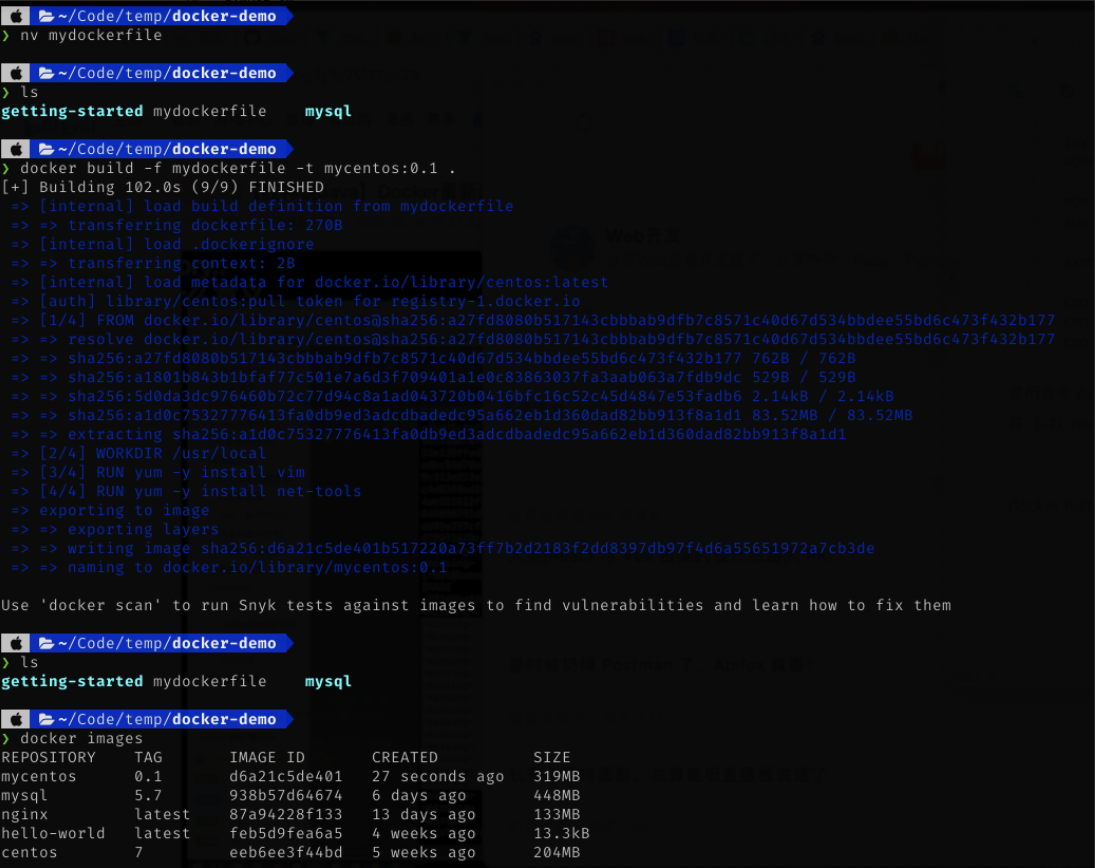 ~/Code/temp/docker-demo
❯ nv mydockerfile
~/Code/temp/docker-demo
❯ ls
getting-started mydockerfile    mysql
~/Code/temp/docker-demo
❯ docker build -f mydockerfile -t mycentos:0.1 .
[+] Building 102.0s (9/9) FINISHED
=> [internal] load build definition from mydockerfile
=> => transferring dockerfile: 270B
=> [internal] load .dockerignore
=> => transferring context: 2B
=> [internal] load metadata for docker.io/library/centos:latest
=> [auth] library/centos:pull token for registry-1.docker.io
=> [1/4] FROM docker.io/library/centos@sha256:a27fd8080b517143cbbbab9dfb7c8571c40d67d534bbdee55bd6c473f432b177
=> => resolve docker.io/library/centos@sha256:a27fd8080b517143cbbbab9dfb7c8571c40d67d534bbdee55bd6c473f432b177
=> => sha256:a27fd8080b517143cbbbab9dfb7c8571c40d67d534bbdee55bd6c473f432b177 762B / 762B
=> => sha256:a1801b843b1bfaf77c501e7a6d3f709401a1e0c83863037fa3aab063a7fdb9dc 529B / 529B
=> => sha256:5d0da3dc976460b72c77d94c8a1ad043720b0416bfc16c52c45d4847e53fadb6 2.14kB / 2.14kB
=> => sha256:a1d0c75327776413fa0db9ed3adcdbadedc95a662eb1d360dad82bb913f8a1d1 83.52MB / 83.52MB
=> => extracting sha256:a1d0c75327776413fa0db9ed3adcdbadedc95a662eb1d360dad82bb913f8a1d1
=> [2/4] WORKDIR /usr/local
=> [3/4] RUN yum -y install vim
=> [4/4] RUN yum -y install net-tools
=> exporting to image
=> => exporting layers
=> => writing image sha256:d6a21c5de401b517220a73ff7b2d2183f2dd8397db97f4d6a55651972a7cb3de
=> => naming to docker.io/library/mycentos:0.1
Use 'docker scan' to run Snyk tests against images to find vulnerabilities and learn how to fix them
~/Code/temp/docker-demo
❯ ls
getting-started mydockerfile    mysql
~/Code/temp/docker-demo
❯ docker images
REPOSITORY    TAG       IMAGE ID       CREATED          SIZE
mycentos      0.1       d6a21c5de401   27 seconds ago   319MB
mysql         5.7       938b57d64674   6 days ago       448MB
nginx         latest    87a94228f133   13 days ago      133MB
hello-world   latest    feb5d9fea6a5   4 weeks ago      13.3kB
centos        7         eeb6ee3f44bd   5 weeks ago      204MB